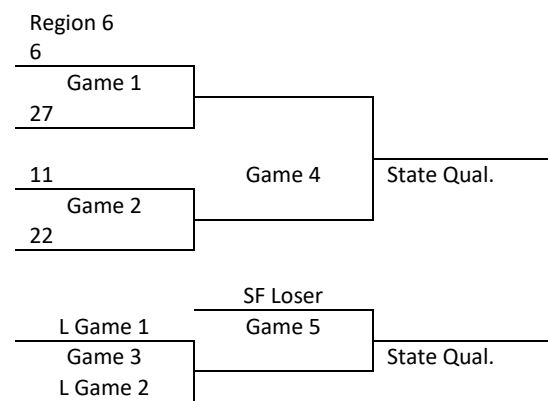 Region 6
6
Game 1
27
11
Game 4
State Qual.
Game 2
22
SF Loser
L Game 1
Game 5
Game 3
State Qual.
L Game 2